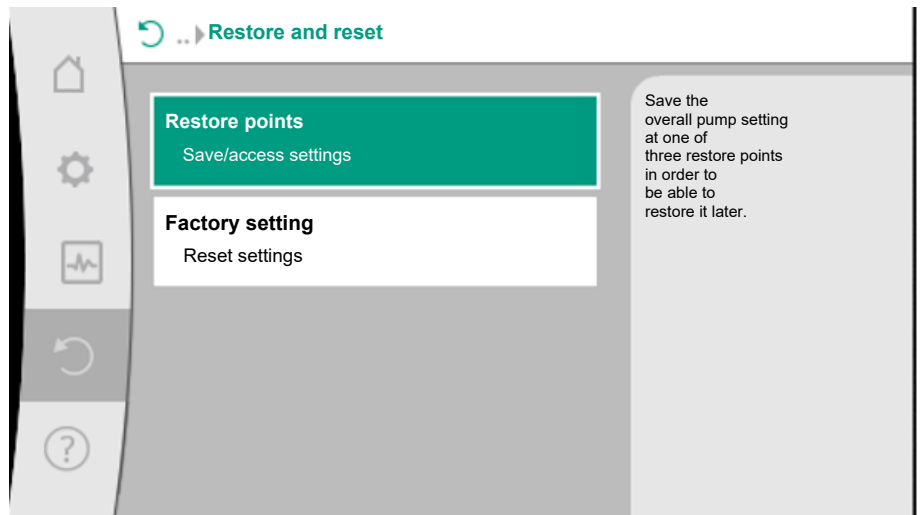 ..▶Restore and reset
Restore points
Save/access settings
Factory setting
Reset settings
Save the
overall pump setting
at one of
three restore points
in order to
be able to
restore it later.
?